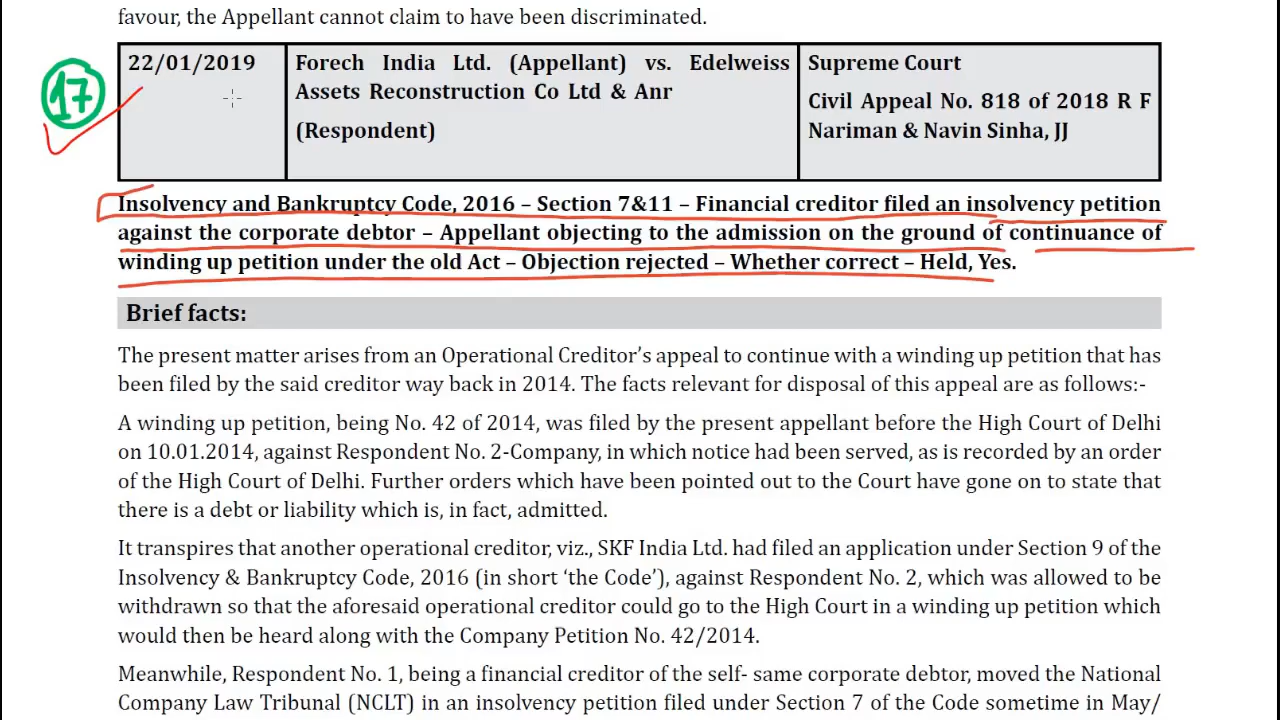 favour, the Appellant cannot claim to have been discriminated.
17
22/01/2019
Forech India Ltd. (Appellant) vs. Edelweiss
Assets Reconstruction Co Ltd & Anr
(Respondent)
Supreme Court
Civil Appeal No. 818 of 2018 R F
Nariman & Navin Sinha, JJ
Insolvency and Bankruptcy Code, 2016 – Section 7&11 – Financial creditor filed an insolvency petition
against the corporate debtor – Appellant objecting to the admission on the ground of continuance of
winding up petition under the old Act – Objection rejected – Whether correct – Held, Yes.
Brief facts:
The present matter arises from an Operational Creditor's appeal to continue with a winding up petition that has
been filed by the said creditor way back in 2014. The facts relevant for disposal of this appeal are as follows:-
A winding up petition, being No. 42 of 2014, was filed by the present appellant before the High Court of Delhi
on 10.01.2014, against Respondent No. 2-Company, in which notice had been served, as is recorded by an order
of the High Court of Delhi. Further orders which have been pointed out to the Court have gone on to state that
there is a debt or liability which is, in fact, admitted.
It transpires that another operational creditor, viz., SKF India Ltd. had filed an application under Section 9 of the
Insolvency & Bankruptcy Code, 2016 (in short 'the Code'), against Respondent No. 2, which was allowed to be
withdrawn so that the aforesaid operational creditor could go to the High Court in a winding up petition which
would then be heard along with the Company Petition No. 42/2014.
Meanwhile, Respondent No. 1, being a financial creditor of the self- same corporate debtor, moved the National
Company Law Tribunal (NCLT) in an insolvency petition filed under Section 7 of the Code sometime in May/